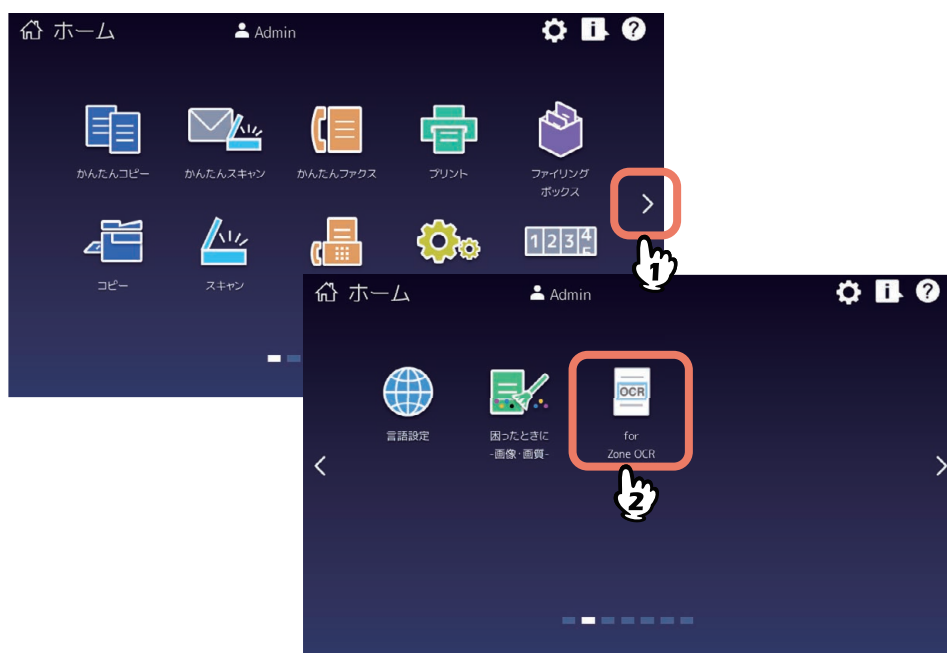 ホーム
Admin
i
?
かんたんコピー
かんたんスキャン
かんたんファクス
プリント
ファイリング
ボックス
1234
コピー
スキャン
1
ホーム
Admin
i
?
OCR
言語設定
困ったときに
-画像・画質-
for
Zone OCR
2